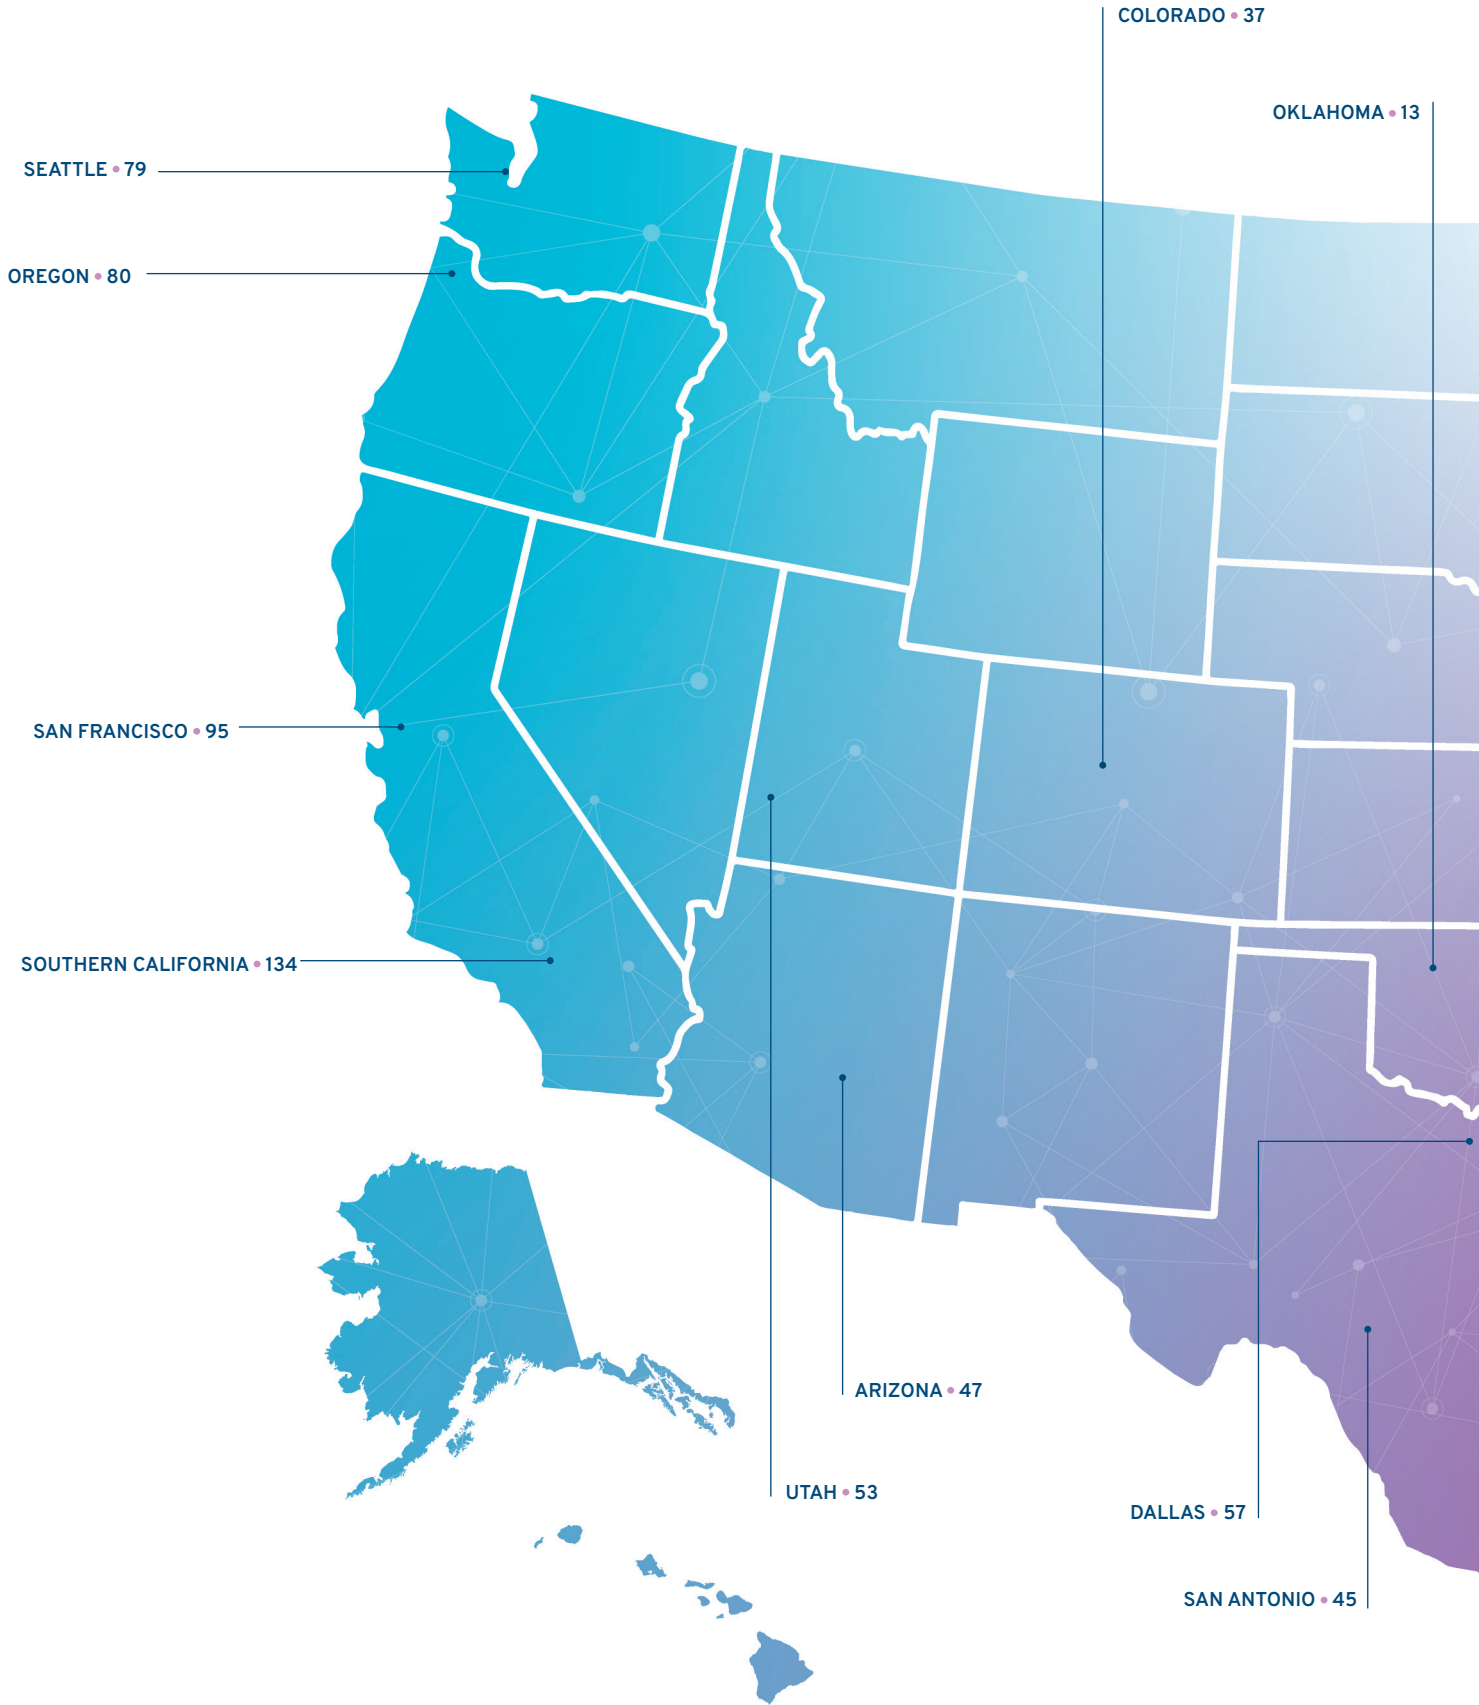 COLORADO • 37
OKLAHOMA • 13
SEATTLE • 79
OREGON • 80
SAN FRANCISCO • 95
SOUTHERN CALIFORNIA • 134
ARIZONA • 47
UTAH • 53
DALLAS • 57
SAN ANTONIO • 45